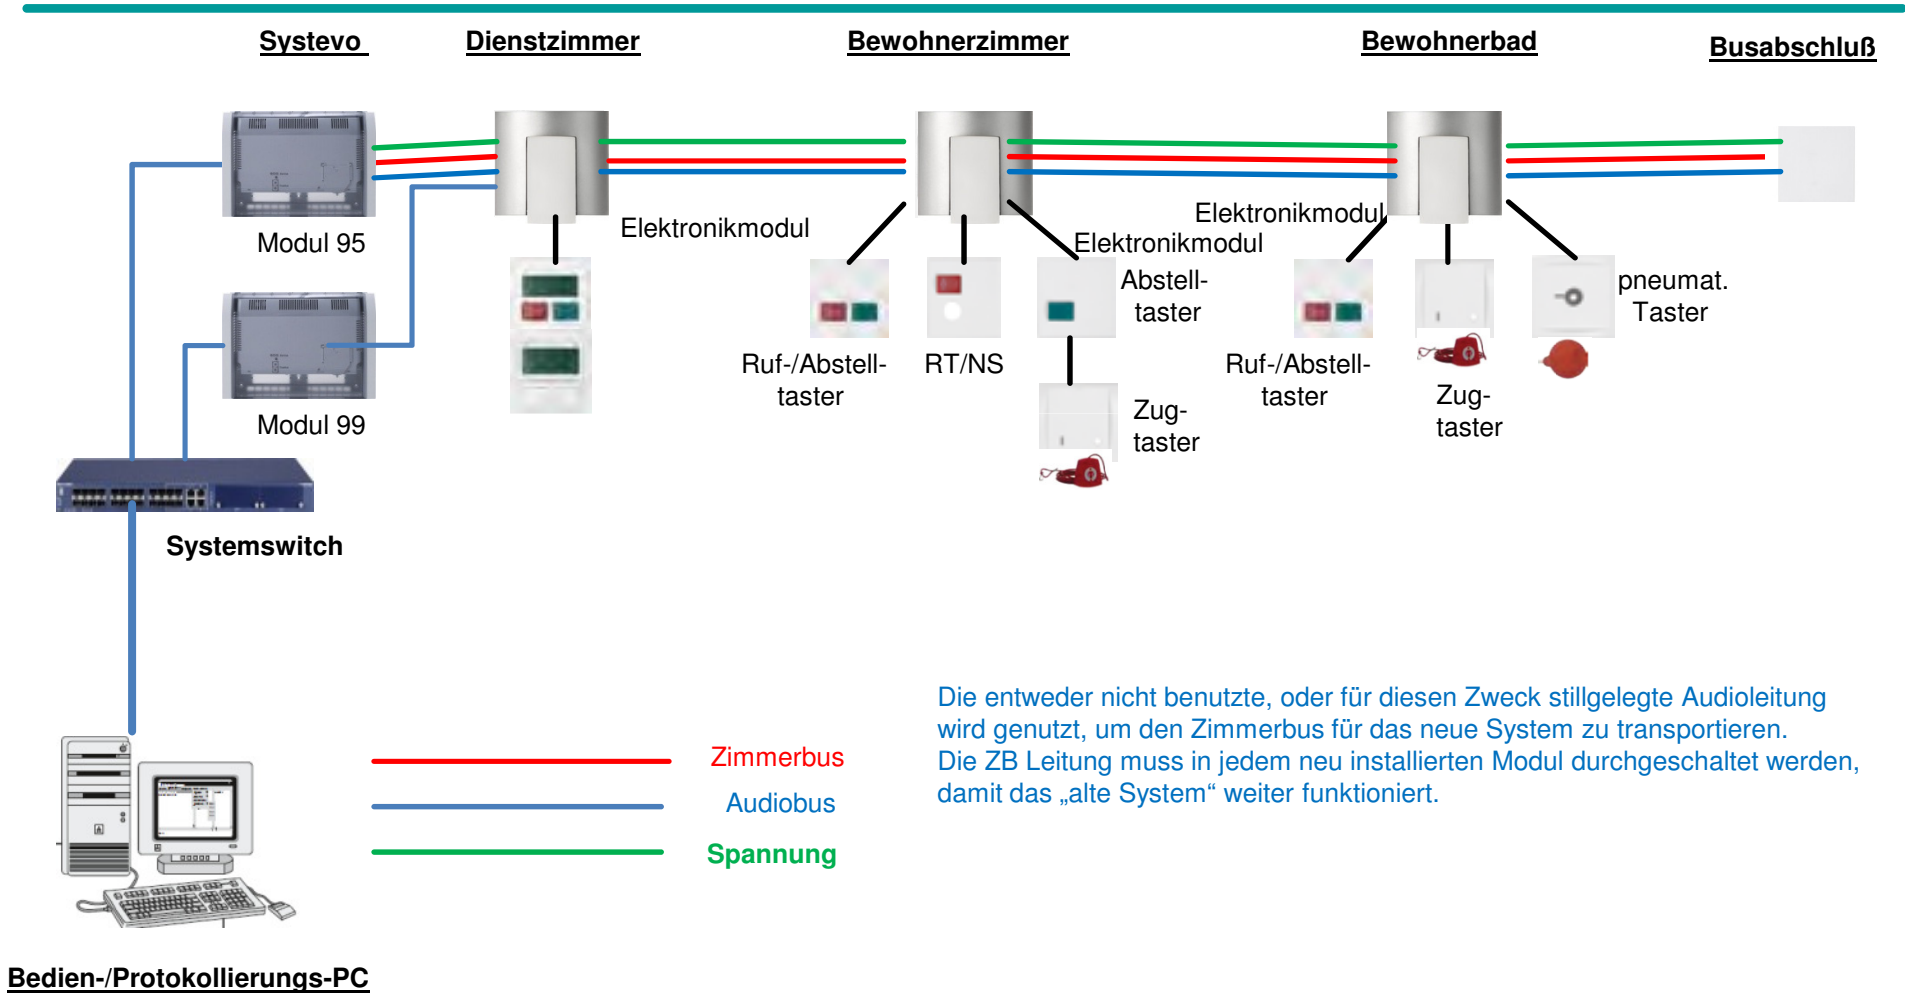 Systevo
Dienstzimmer
Bewohnerzimmer
Bewohnerbad
Busabschluß
Modul 95
Elektronikmodul
Elektronikmodul
Elektronikmodul
Modul 99
Ruf-/Abstell-
taster
RT/NS
Abstell-
taster
Zug-
taster
Ruf-/Abstell-
taster
Zug-
taster
pneumat.
Taster
Systemswitch
Zimmerbus
Audiobus
Spannung
Die entweder nicht benutzte, oder für diesen Zweck stillgelegte Audioleitung
wird genutzt, um den Zimmerbus für das neue System zu transportieren.
Die ZB Leitung muss in jedem neu installierten Modul durchgeschaltet werden,
damit das „alte System“ weiter funktioniert.
Bedien-/Protokollierungs-PC